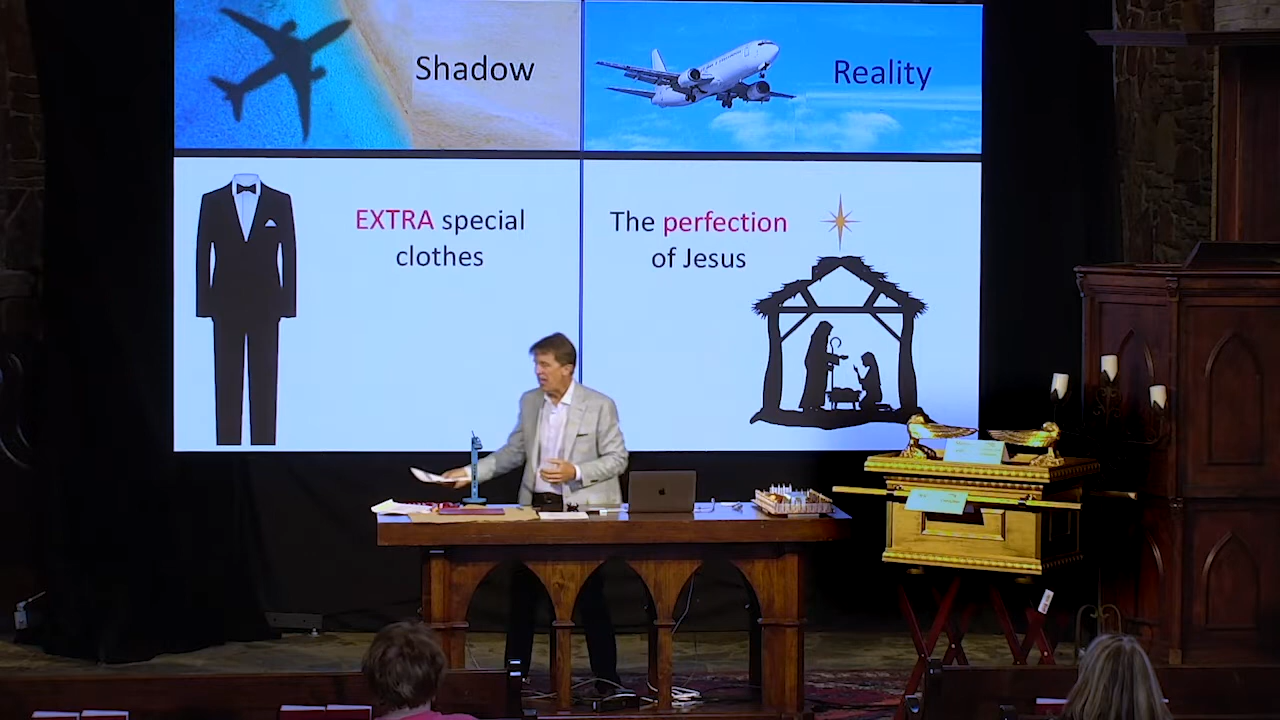 Shadow
Reality
EXTRA special
clothes
The perfection
of Jesus